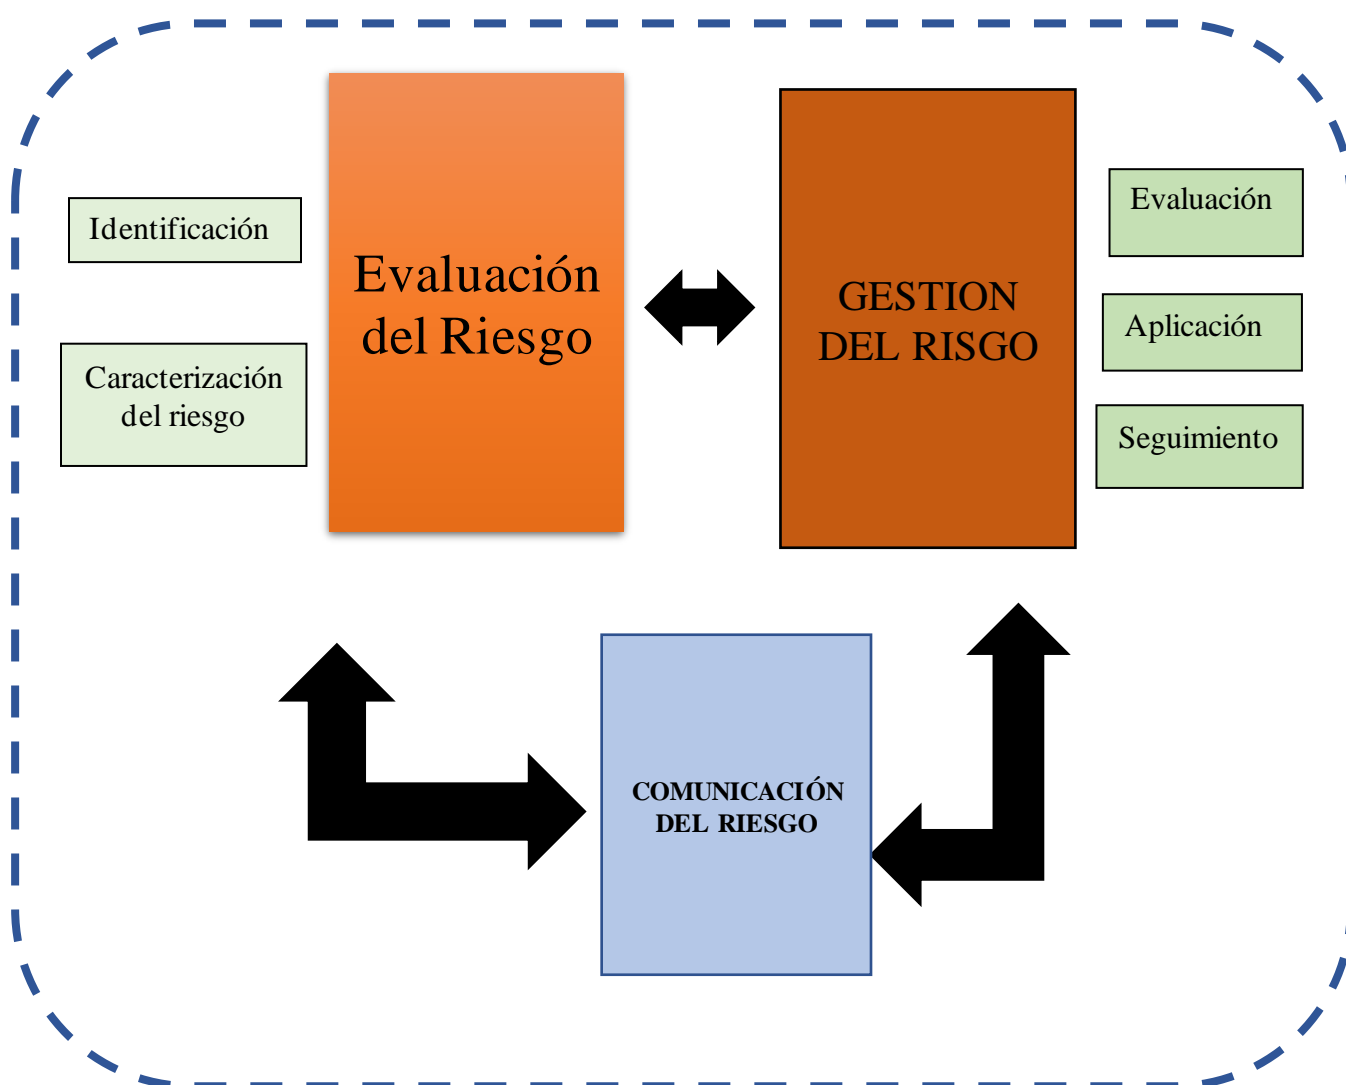 Identificación
Caracterización
del riesgo
Evaluación
del Riesgo
GESTION
DEL RISGO
Evaluación
Aplicación
Seguimiento
COMUNICACIÓN
DEL RIESGO